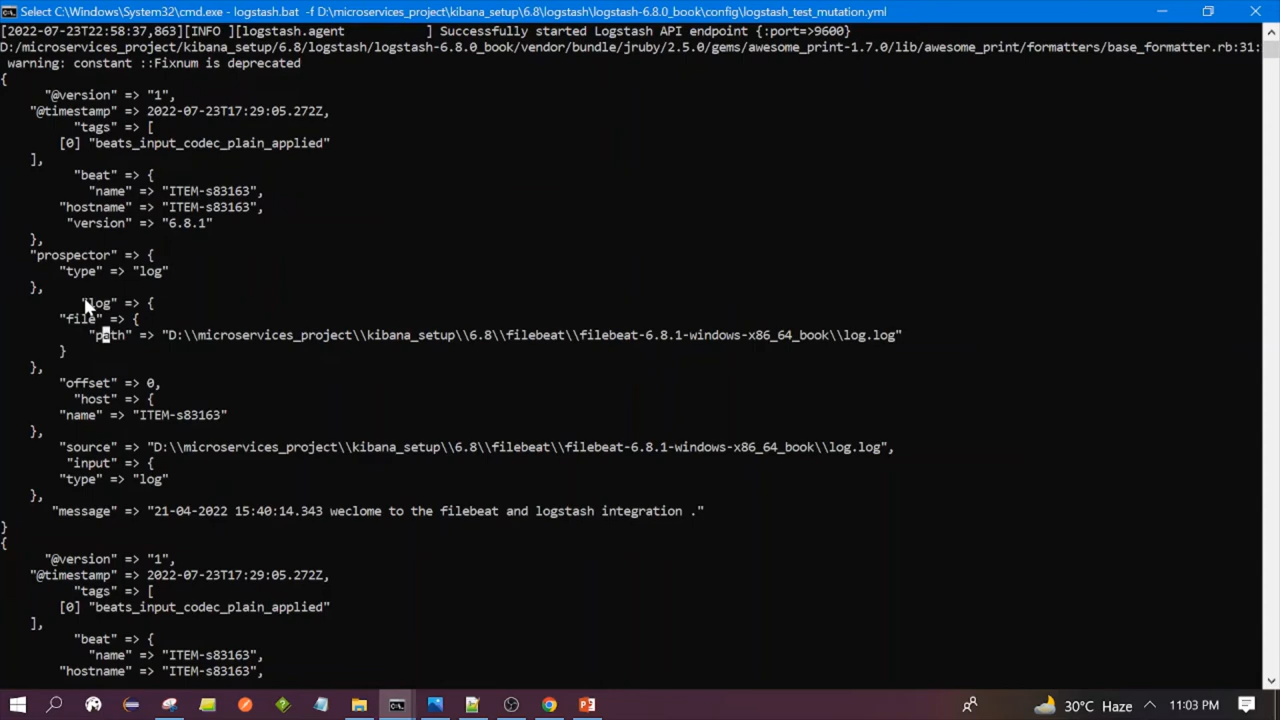 Select C:\Windows\System32\cmd.exe - logstash.bat  -f D:\microservices_project\kibana_setup\6.8\logstash\logstash-6.8.0_book\config\logstash_test_mutation.yml
[2022-07-23T22:58:37,863][INFO ][logstash.agent           ] Successfully started Logstash API endpoint {:port=>9600}
D:/microservices_project/kibana_setup/6.8/logstash/logstash-6.8.0_book/vendor/bundle/jruby/2.5.0/gems/awesome_print-1.7.0/lib/awesome_print/formatters/base_formatter.rb:31:
 warning: constant ::Fixnum is deprecated
{
"@version" => "1",
"@timestamp" => 2022-07-23T17:29:05.272Z,
"tags" => [
[0] "beats_input_codec_plain_applied"
],
"beat" => {
"name" => "ITEM-s83163",
"hostname" => "ITEM-s83163",
"version" => "6.8.1"
},
"prospector" => {
"type" => "log"
},
"log" => {
"file" => {
"path" => "D:\\microservices_project\\kibana_setup\\6.8\\filebeat\\filebeat-6.8.1-windows-x86_64_book\\log.log"
}
},
"offset" => 0,
"host" => {
"name" => "ITEM-s83163"
},
"source" => "D:\\microservices_project\\kibana_setup\\6.8\\filebeat\\filebeat-6.8.1-windows-x86_64_book\\log.log",
"input" => {
"type" => "log"
},
"message" => "21-04-2022 15:40:14.343 weclome to the filebeat and logstash integration ."
}
{
"@version" => "1",
"@timestamp" => 2022-07-23T17:29:05.272Z,
"tags" => [
[0] "beats_input_codec_plain_applied"
],
"beat" => {
"name" => "ITEM-s83163",
"hostname" => "ITEM-s83163",
30°C Haze
11:03 PM